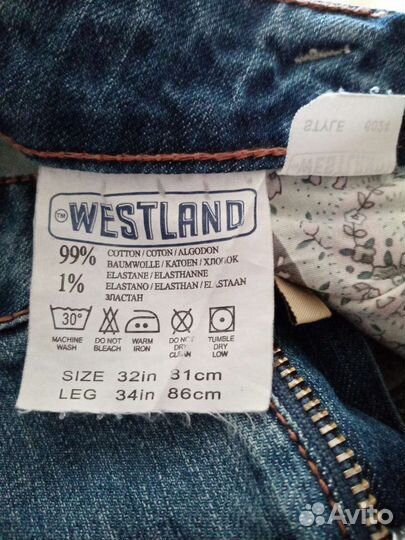 STYLE 6024
WESTLAND
TM WESTLAND
99% COTTON / COTON / ALGODON
BAUMWOLLE / KATOEN / ХЛОПОК
1% ELASTANE / ELASTHANNE
ELASTANO / ELASTHAN / ELASTAAN
ЭЛАСТАН
30°
MACHINE WASH
DO NOT BLEACH
WARM IRON
DO NOT DRY CLEAN
TUMBLE DRY LOW
SIZE 32in 81cm
LEG 34in 86cm
Avito